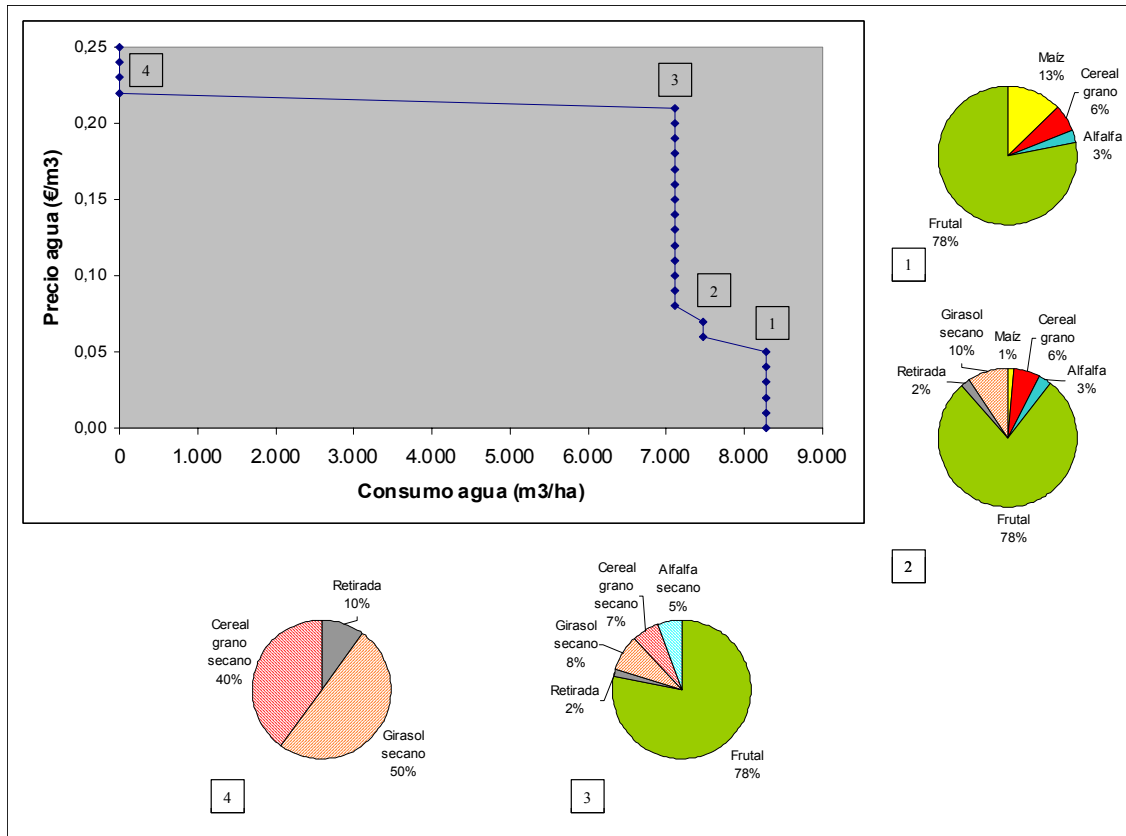 Precio agua (€/m3)
0,25
0,20
0,15
0,10
0,05
0,00
0
1.000
2.000
3.000
4.000
5.000
6.000
7.000
8.000
9.000
Consumo agua (m3/ha)
4
3
2
1
Maíz
13%
Cereal
grano
6%
Alfalfa
3%
Frutal
78%
1
Girasol
secano
10%
Maíz
1%
Cereal
grano
6%
Alfalfa
3%
Retirada
2%
Frutal
78%
2
Retirada
10%
Cereal
grano
secano
40%
Girasol
secano
50%
4
Cereal
grano
secano
7%
Alfalfa
secano
5%
Girasol
secano
8%
Retirada
2%
Frutal
78%
3